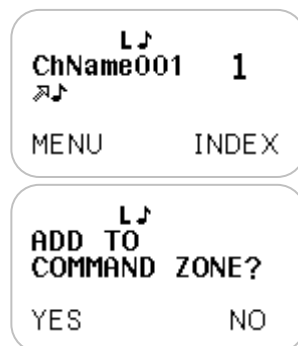 L♪
ChName001 1
⇗♪
MENU INDEX
L♪
ADD TO
COMMAND ZONE?
YES NO